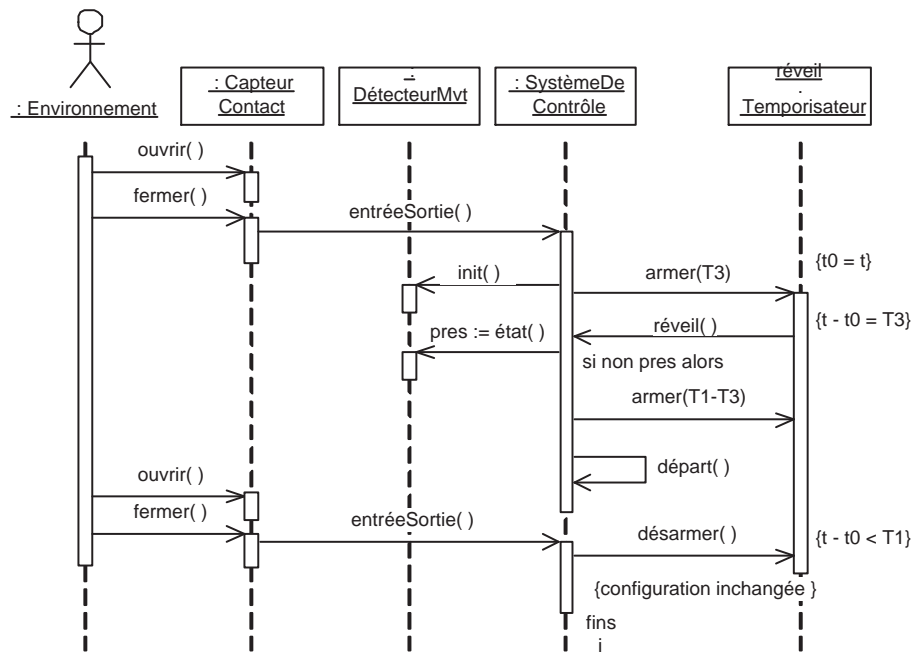 : Environnement
: Capteur
Contact
:
DétecteurMvt
: SystèmeDe
Contrôle
réveil
:
Temporisateur
ouvrir( )
fermer( )
entréeSortie( )
{t0 = t}
init( )
armer(T3)
{t - t0 = T3}
pres := état( )
réveil( )
si non pres alors
armer(T1-T3)
départ( )
ouvrir( )
fermer( )
entréeSortie( )
désarmer( )
{t - t0 < T1}
{configuration inchangée }
fins
i